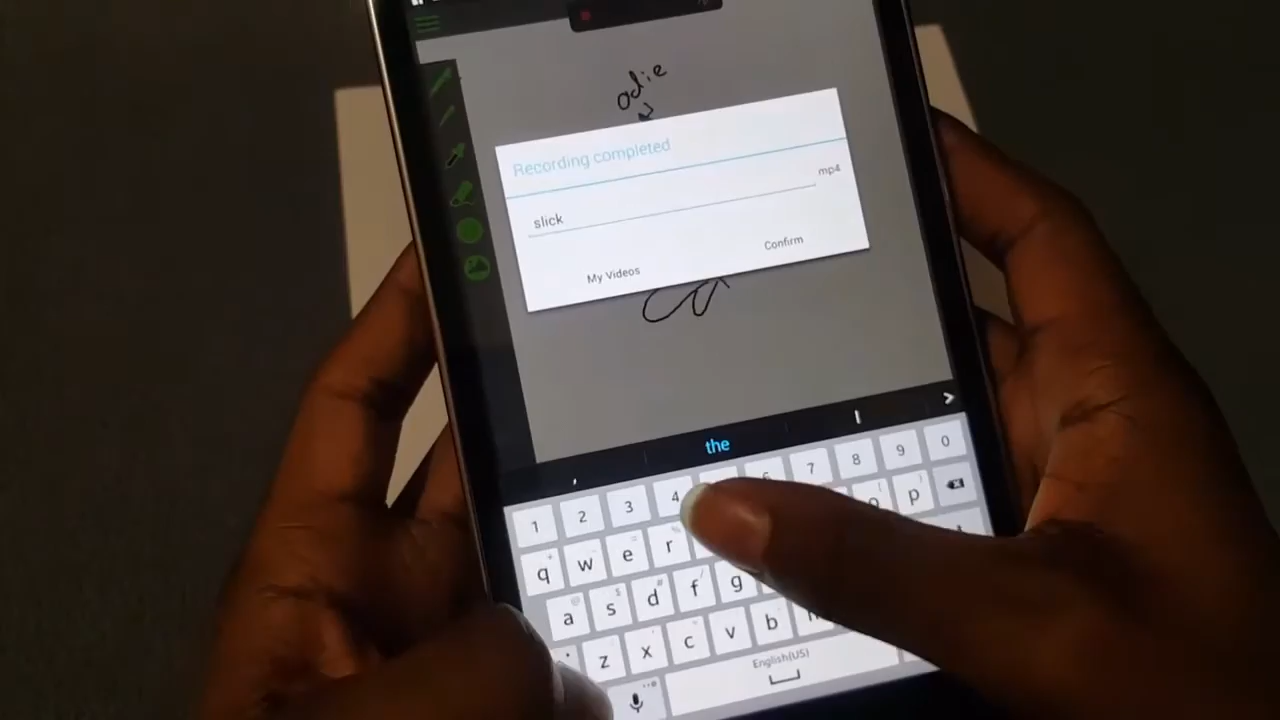 odie
Recording completed
slick
mp4
My Videos
Confirm
the
1 2 3 4 6 7 8 9 0
q w e r o p
a s d f g
z x c v b
English(US)